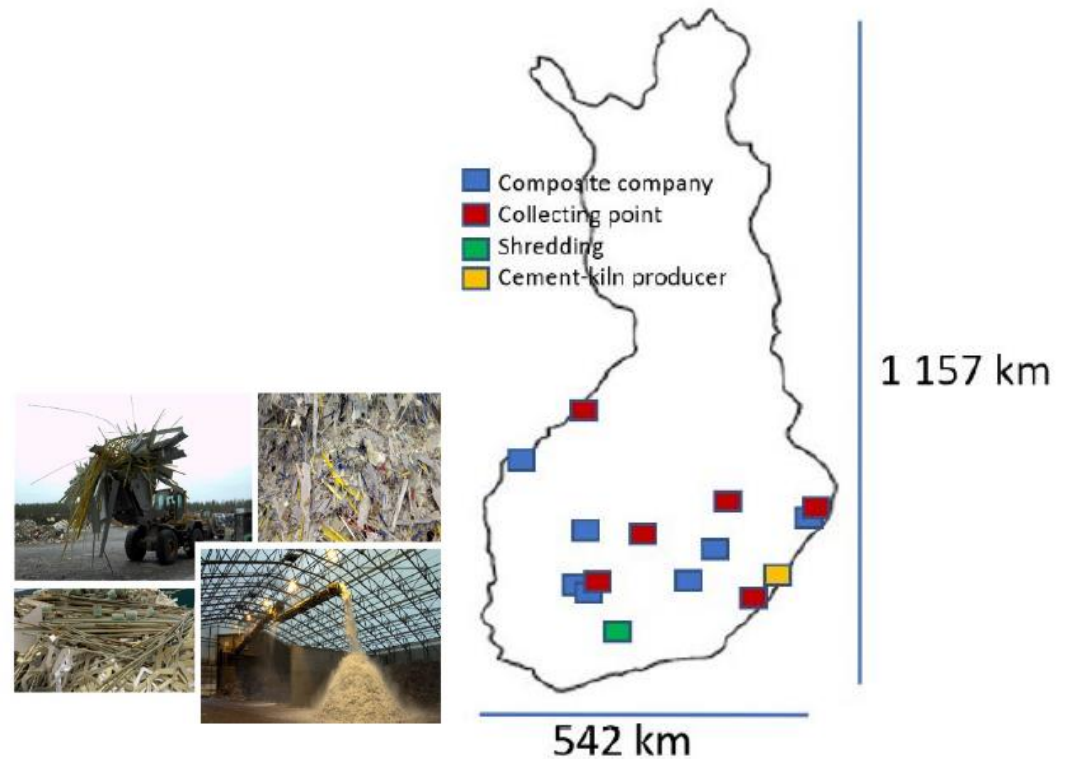 Composite company
Collecting point
Shredding
Cement-kiln producer
1 157 km
542 km